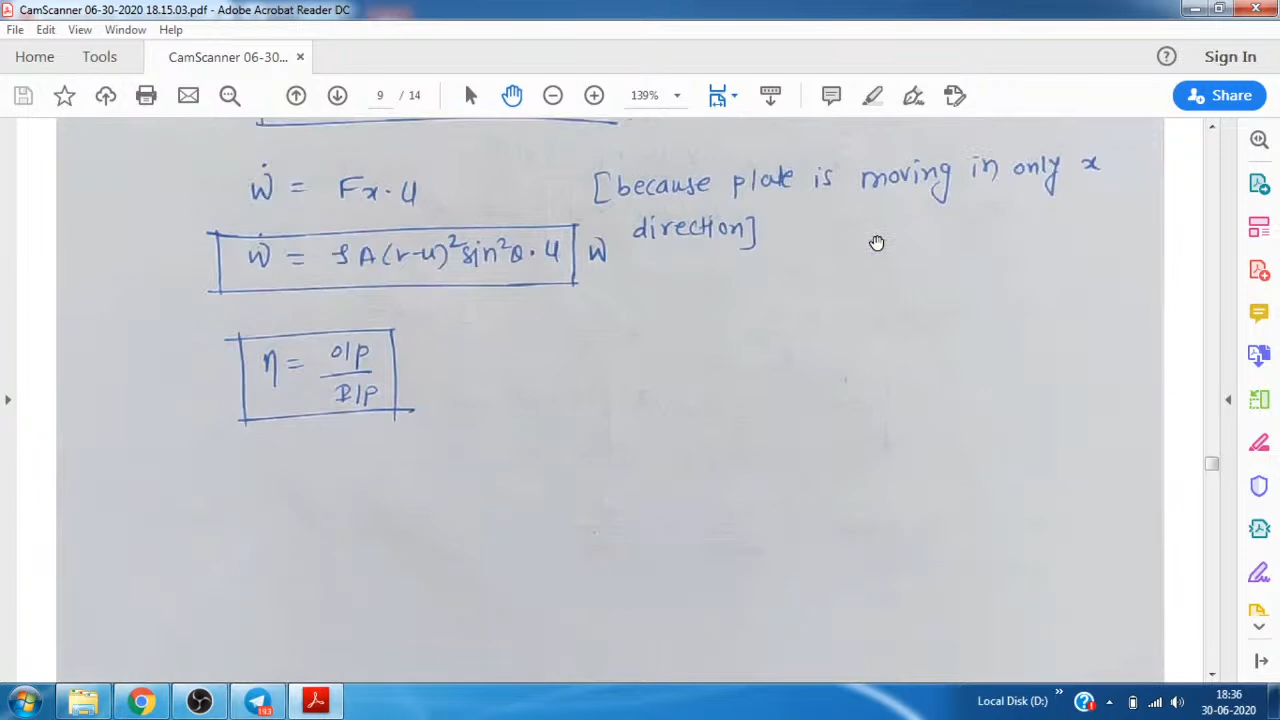 CamScanner 06-30-2020 18.15.03.pdf - Adobe Acrobat Reader DC
File Edit View Window Help
Home Tools CamScanner 06-30... × Sign In
9 / 14 139% Share
Ẇ = Fx · u [because plate is moving in only x
direction]
Ẇ = ρA(v-u)²sin²θ · u W
η = O/P
I/P
193
Local Disk (D:) » 18:36
30-06-2020